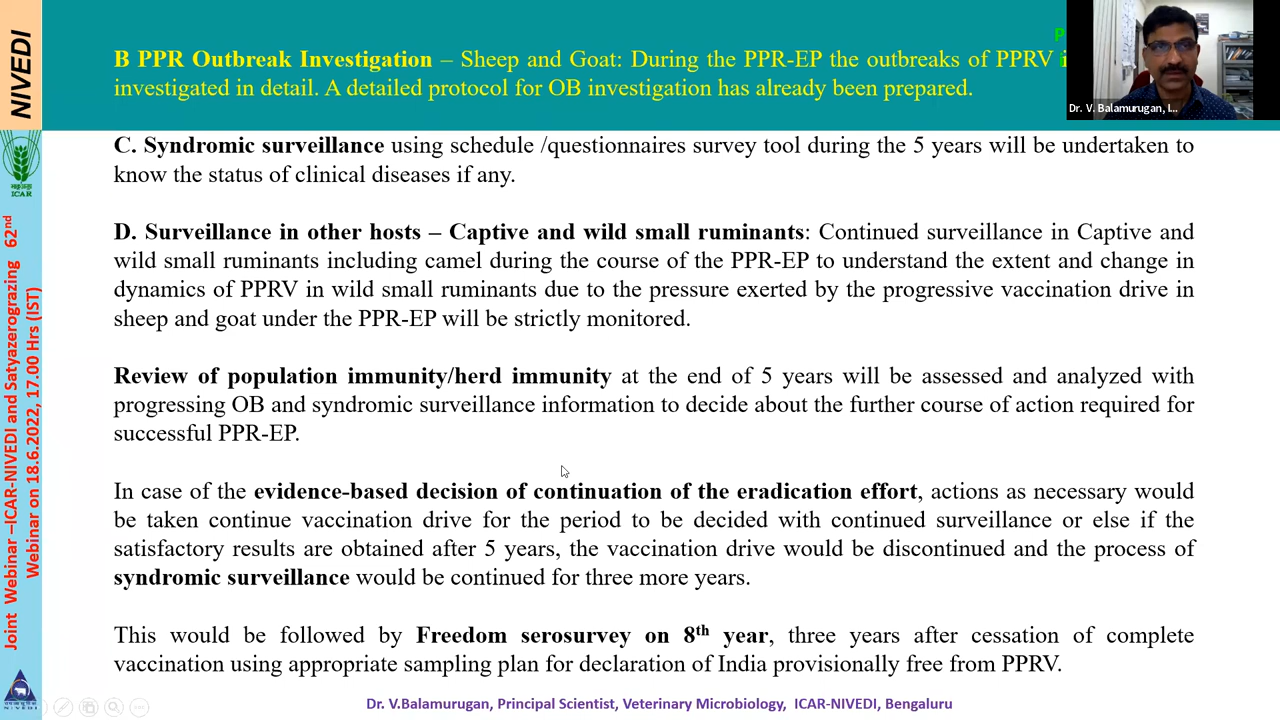 NIVEDI
ICAR
Joint Webinar –ICAR-NIVEDI and Satyazerograzing 62nd
Webinar on 18.6.2022, 17.00 Hrs (IST)
B PPR Outbreak Investigation – Sheep and Goat: During the PPR-EP the outbreaks of PPRV
investigated in detail. A detailed protocol for OB investigation has already been prepared.
Dr. V. Balamurugan, I...
C. Syndromic surveillance using schedule /questionnaires survey tool during the 5 years will be undertaken to
know the status of clinical diseases if any.
D. Surveillance in other hosts – Captive and wild small ruminants: Continued surveillance in Captive and
wild small ruminants including camel during the course of the PPR-EP to understand the extent and change in
dynamics of PPRV in wild small ruminants due to the pressure exerted by the progressive vaccination drive in
sheep and goat under the PPR-EP will be strictly monitored.
Review of population immunity/herd immunity at the end of 5 years will be assessed and analyzed with
progressing OB and syndromic surveillance information to decide about the further course of action required for
successful PPR-EP.
In case of the evidence-based decision of continuation of the eradication effort, actions as necessary would
be taken continue vaccination drive for the period to be decided with continued surveillance or else if the
satisfactory results are obtained after 5 years, the vaccination drive would be discontinued and the process of
syndromic surveillance would be continued for three more years.
This would be followed by Freedom serosurvey on 8th year, three years after cessation of complete
vaccination using appropriate sampling plan for declaration of India provisionally free from PPRV.
Dr. V.Balamurugan, Principal Scientist, Veterinary Microbiology, ICAR-NIVEDI, Bengaluru
NIVEDI